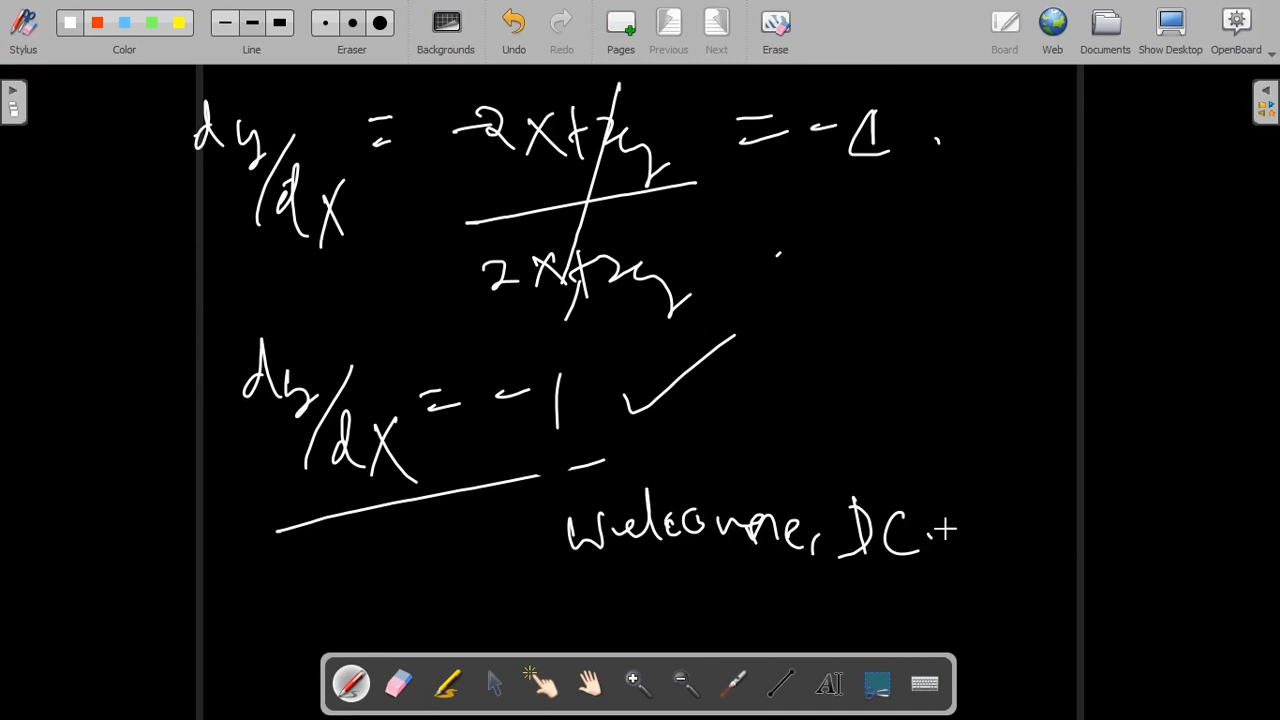 Stylus Color Line Eraser Backgrounds Undo Redo Pages Previous Next Erase Board Web Documents Show Desktop OpenBoard
dy/dx = -2x+2y = -1 .
2x+2y
dy/dx = -1 ✓
Welcome, DC.